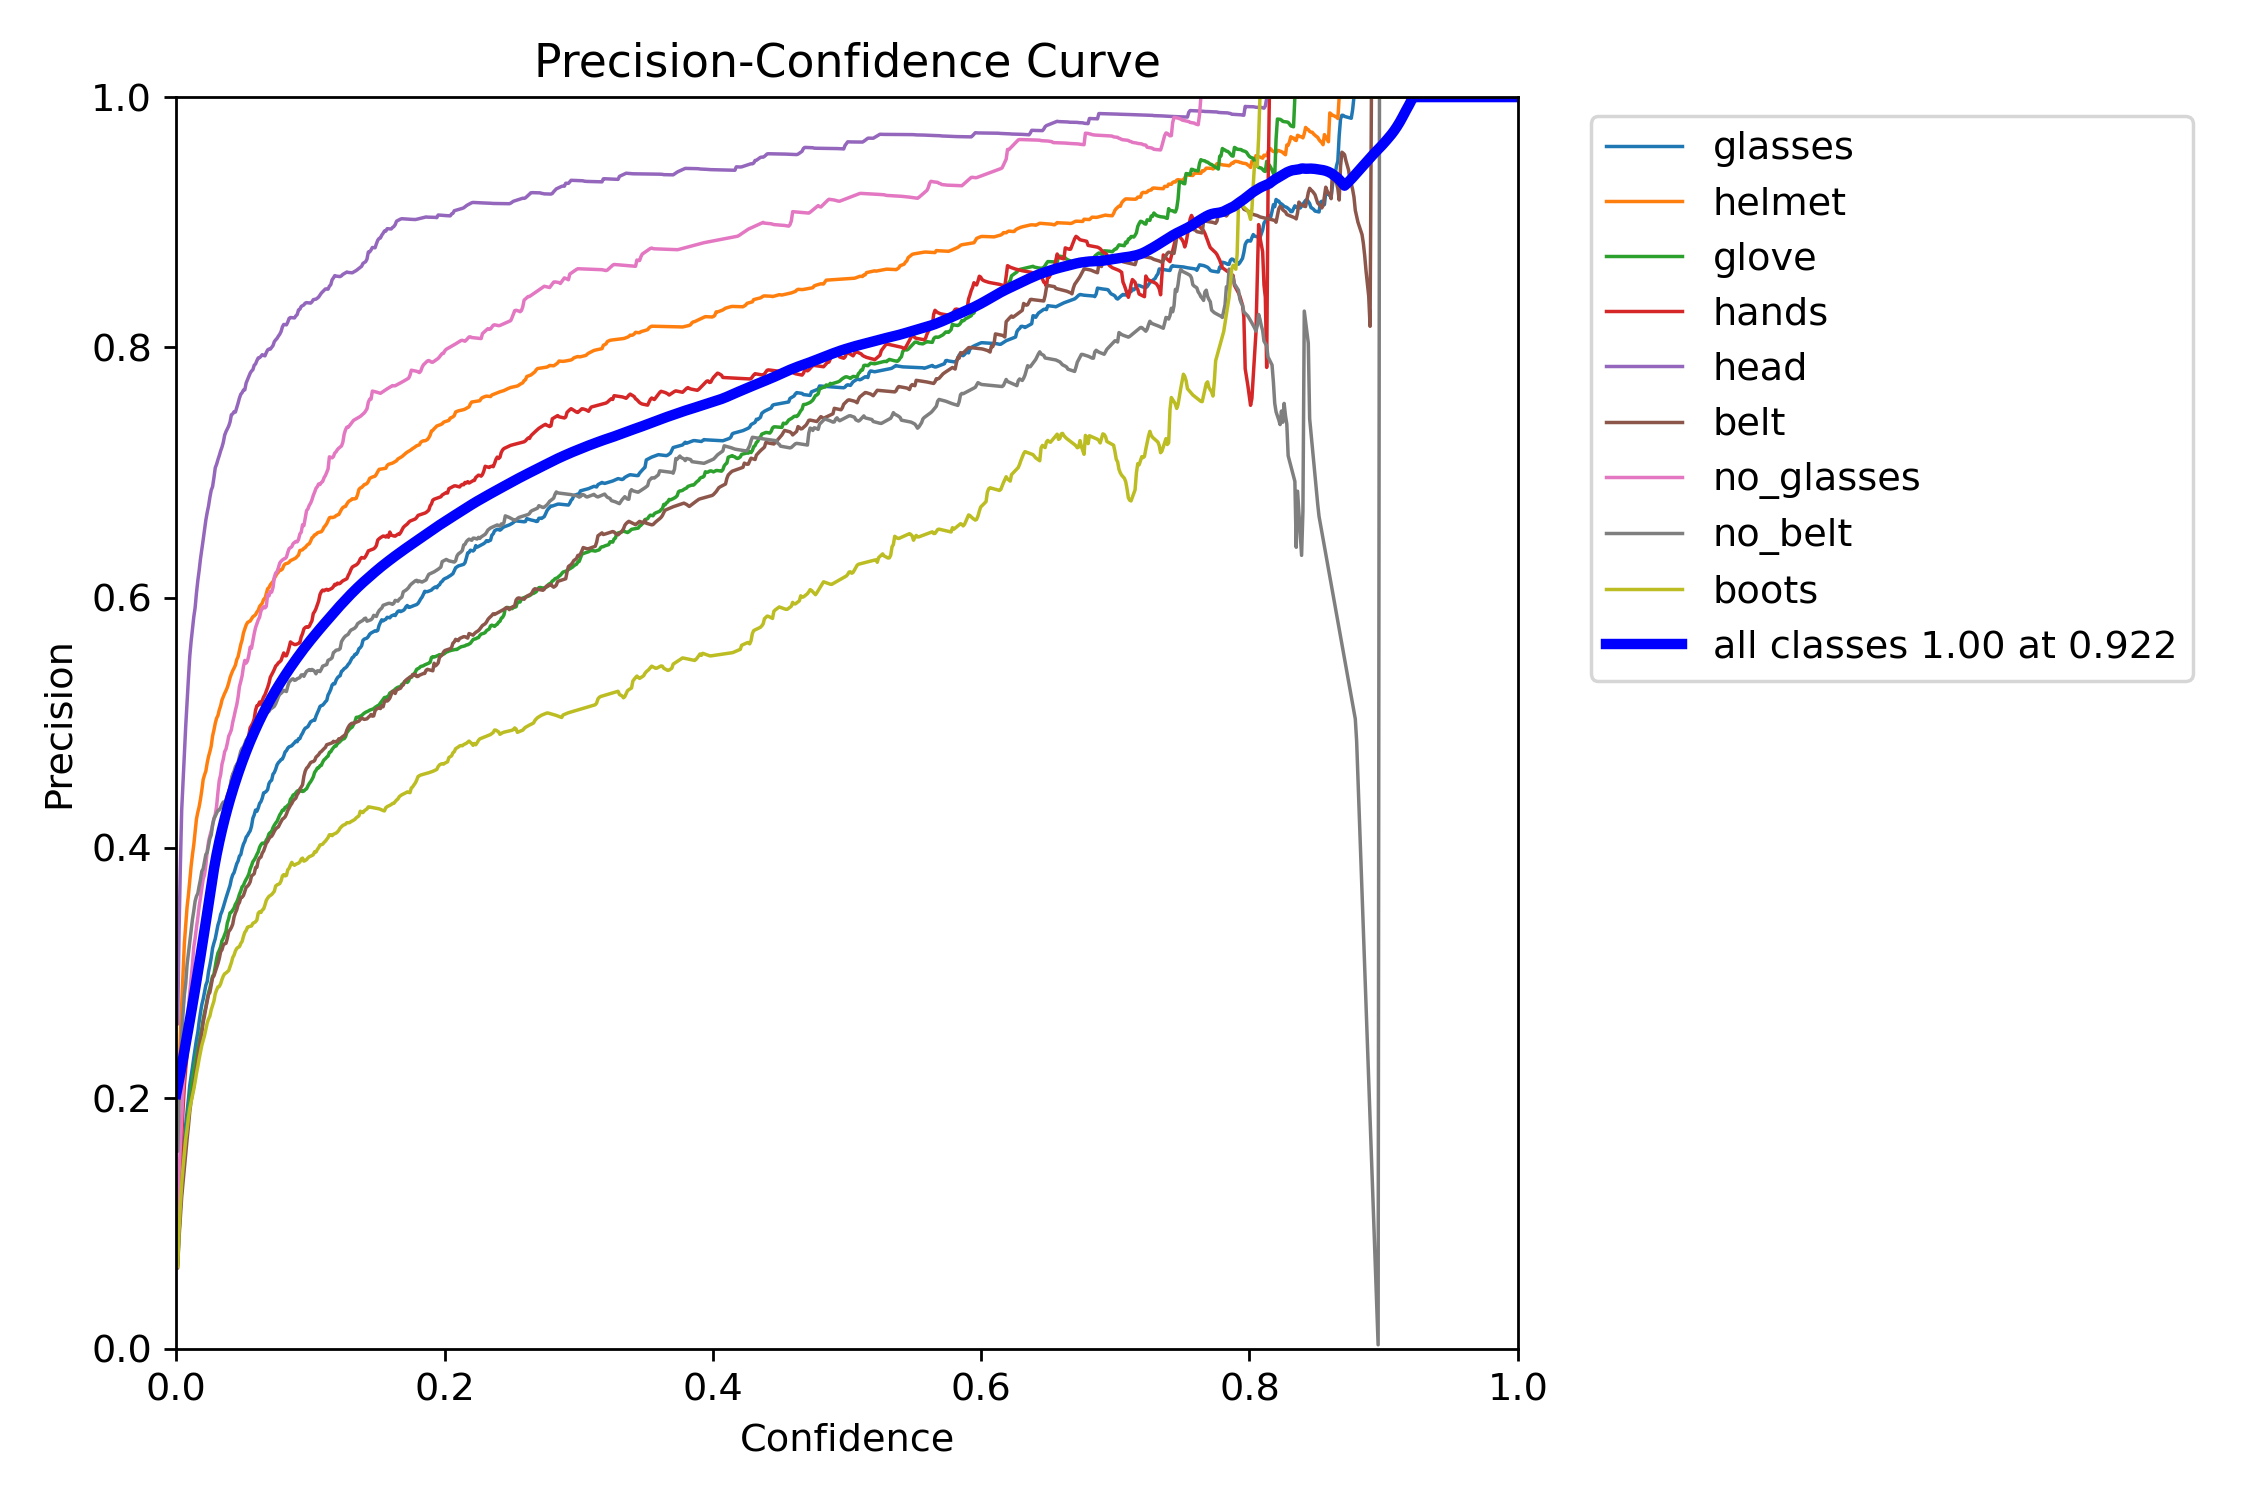 Precision-Confidence Curve
1.0
0.8
0.6
0.4
0.2
0.0
Precision
0.0 0.2 0.4 0.6 0.8 1.0
Confidence
glasses
helmet
glove
hands
head
belt
no_glasses
no_belt
boots
all classes 1.00 at 0.922